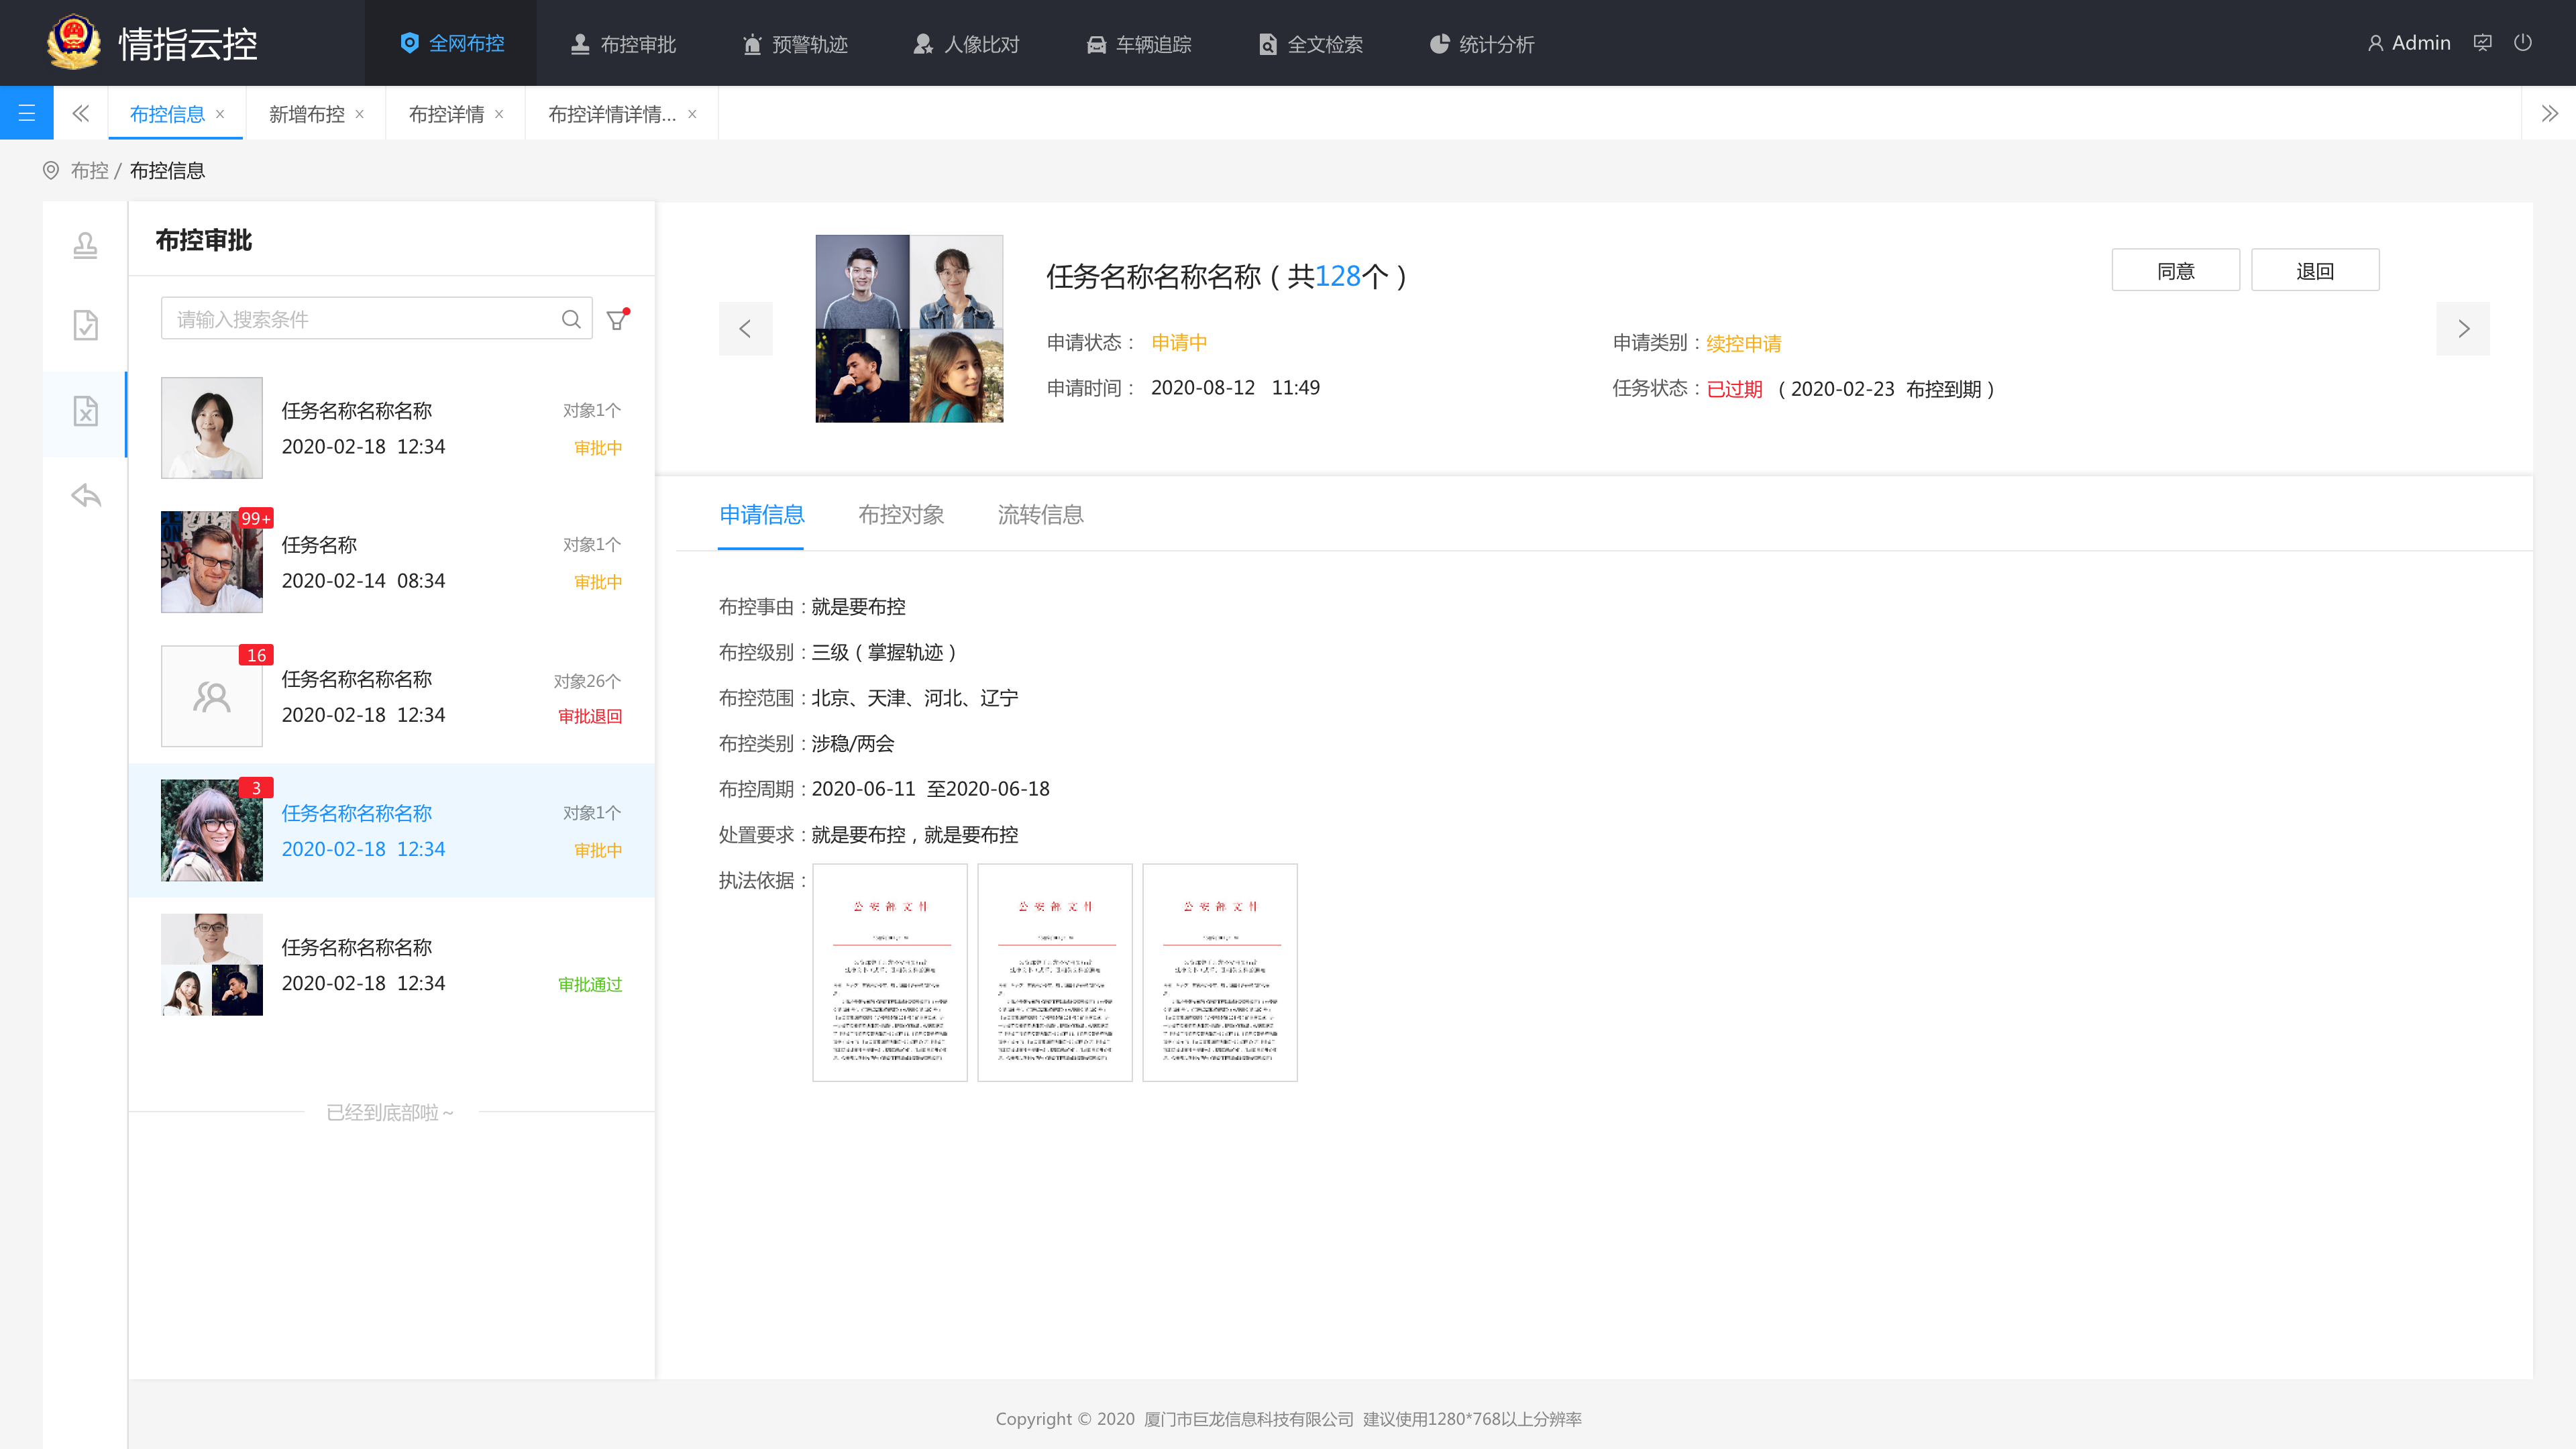 情指云控
全网布控
布控审批
预警轨迹
人像比对
车辆追踪
全文检索
统计分析
Admin
布控信息 ×
新增布控 ×
布控详情 ×
布控详情详情... ×
布控 / 布控信息
布控审批
请输入搜索条件
任务名称名称名称 对象1个
2020-02-18 12:34 审批中
99+
任务名称 对象1个
2020-02-14 08:34 审批中
16
任务名称名称名称 对象26个
2020-02-18 12:34 审批退回
3
任务名称名称名称 对象1个
2020-02-18 12:34 审批中
任务名称名称名称
2020-02-18 12:34 审批通过
已经到底部啦~
任务名称名称名称（共128个）
同意 退回
申请状态： 申请中 申请类别：续控申请
申请时间： 2020-08-12 11:49 任务状态：已过期 （2020-02-23 布控到期）
申请信息 布控对象 流转信息
布控事由：就是要布控
布控级别：三级（掌握轨迹）
布控范围：北京、天津、河北、辽宁
布控类别：涉稳/两会
布控周期：2020-06-11 至2020-06-18
处置要求：就是要布控，就是要布控
执法依据：
公安部文件
公安部文件
公安部文件
Copyright © 2020 厦门市巨龙信息科技有限公司 建议使用1280*768以上分辨率